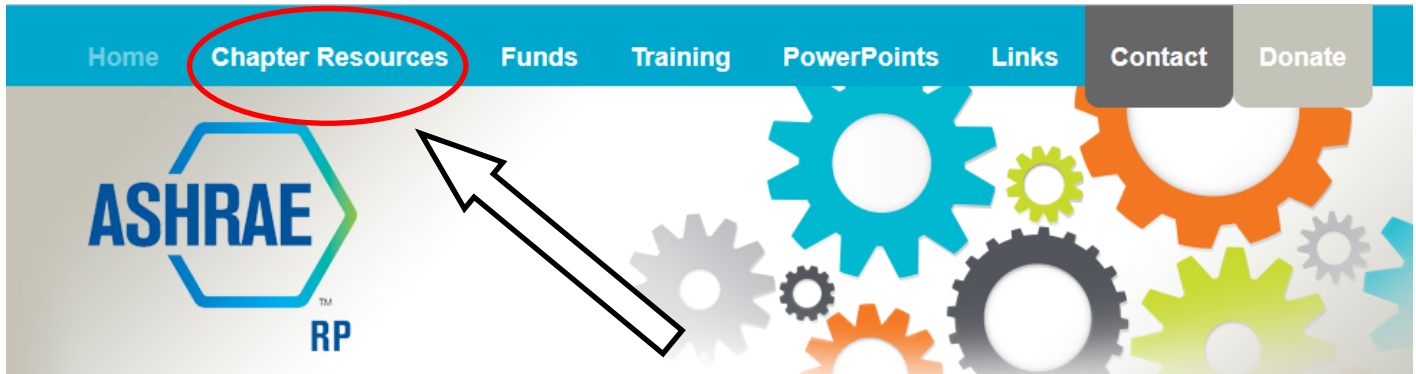 Home Chapter Resources Funds Training PowerPoints Links Contact Donate
ASHRAE
TM
RP